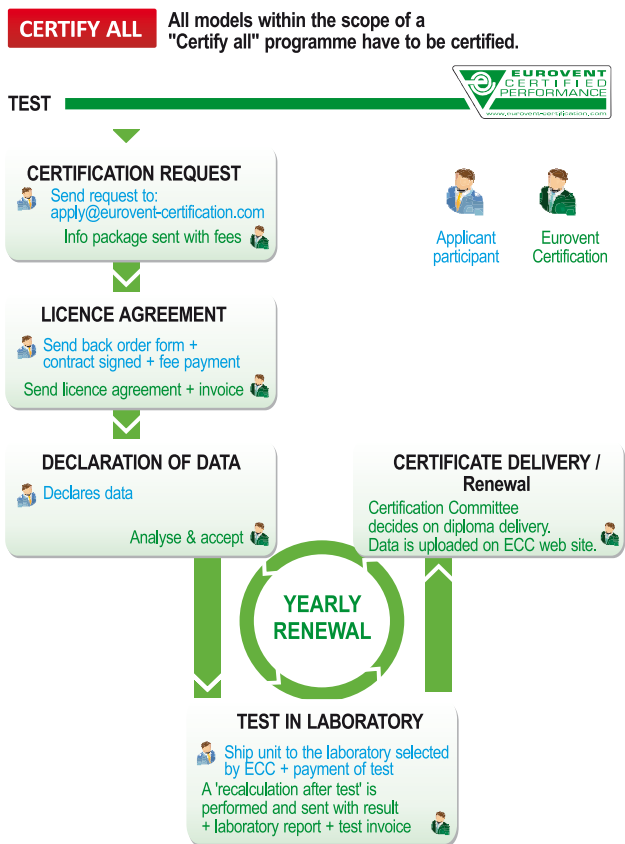 CERTIFY ALL
All models within the scope of a
"Certify all" programme have to be certified.
EUROVENT
CERTIFIED
PERFORMANCE
www.eurovent-certification.com
TEST
CERTIFICATION REQUEST
Send request to:
apply@eurovent-certification.com
Info package sent with fees
Applicant
participant
Eurovent
Certification
LICENCE AGREEMENT
Send back order form +
contract signed + fee payment
Send licence agreement + invoice
DECLARATION OF DATA
Declares data
Analyse & accept
CERTIFICATE DELIVERY /
Renewal
Certification Committee
decides on diploma delivery.
Data is uploaded on ECC web site.
YEARLY
RENEWAL
TEST IN LABORATORY
Ship unit to the laboratory selected
by ECC + payment of test
A 'recalculation after test' is
performed and sent with result
+ laboratory report + test invoice